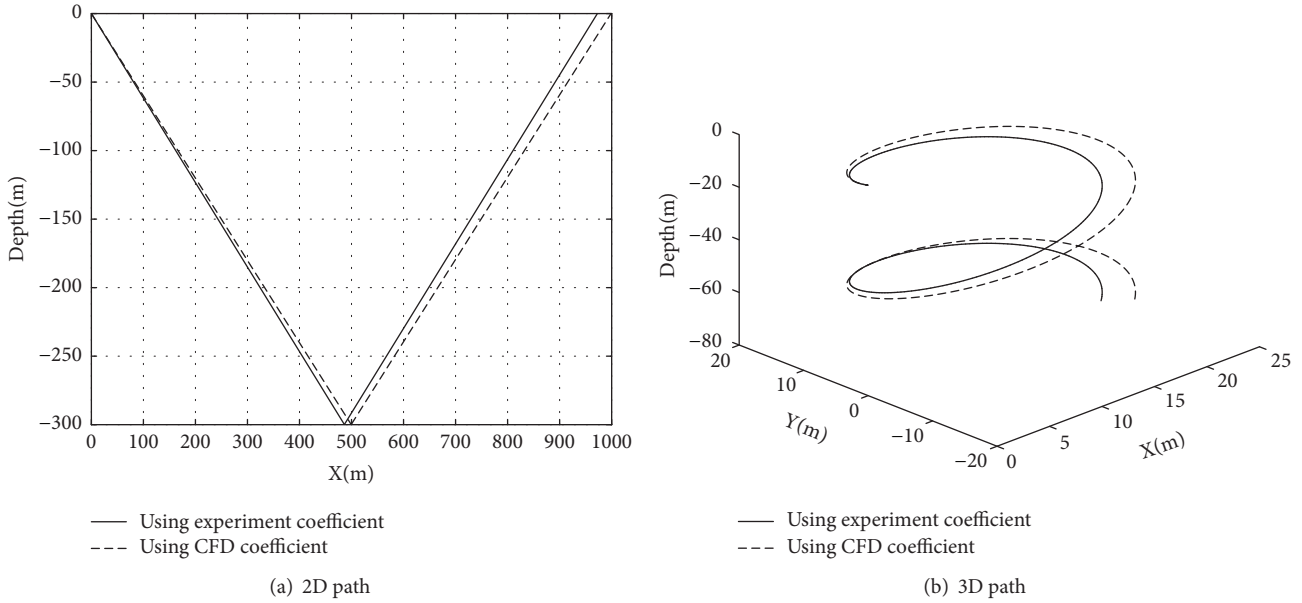 0
−50
−100
−150
−200
−250
−300
Depth(m)
0 100 200 300 400 500 600 700 800 900 1000
X(m)
Using experiment coefficient
Using CFD coefficient
(a) 2D path
0
−20
−40
−60
−80
Depth(m)
20
10
0
−10
−20
Y(m)
0
5
10
15
20
25
X(m)
Using experiment coefficient
Using CFD coefficient
(b) 3D path